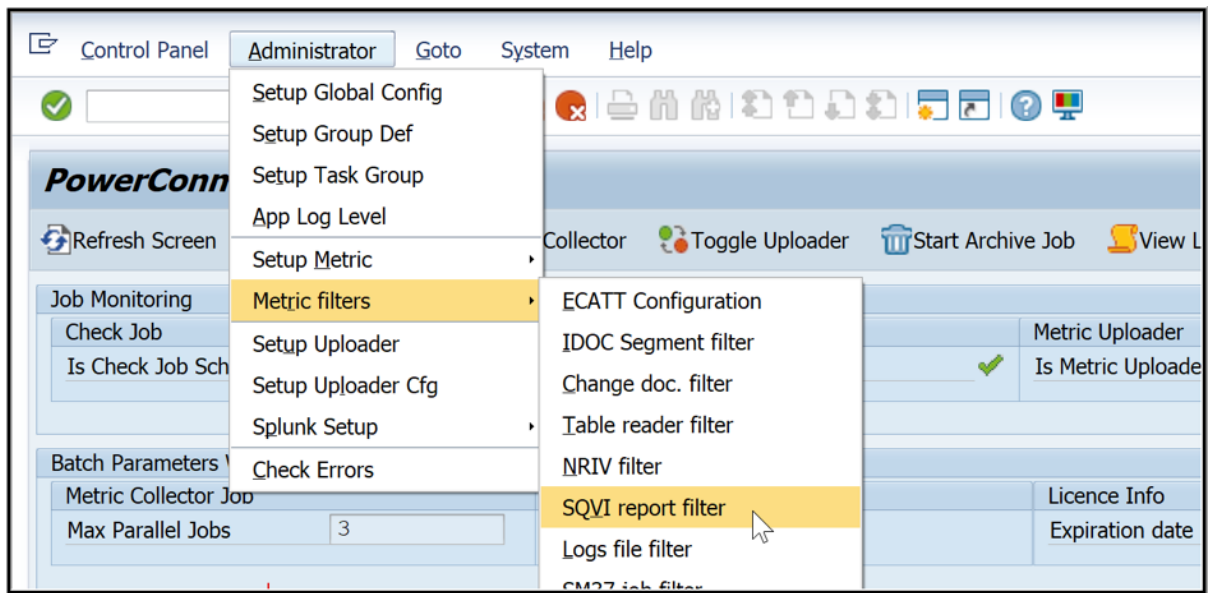 Control Panel Administrator Goto System Help
Setup Global Config
Setup Group Def
Setup Task Group
PowerConn
App Log Level
Refresh Screen Collector Toggle Uploader Start Archive Job View L
Setup Metric
Job Monitoring Metric filters ECATT Configuration
Check Job Setup Uploader IDOC Segment filter Metric Uploader
Is Check Job Sch Setup Uploader Cfg Change doc. filter Is Metric Uploade
Splunk Setup Table reader filter
Batch Parameters Check Errors NRIV filter
Metric Collector Job SQVI report filter Licence Info
Max Parallel Jobs 3 Logs file filter Expiration date
SM37 job filter